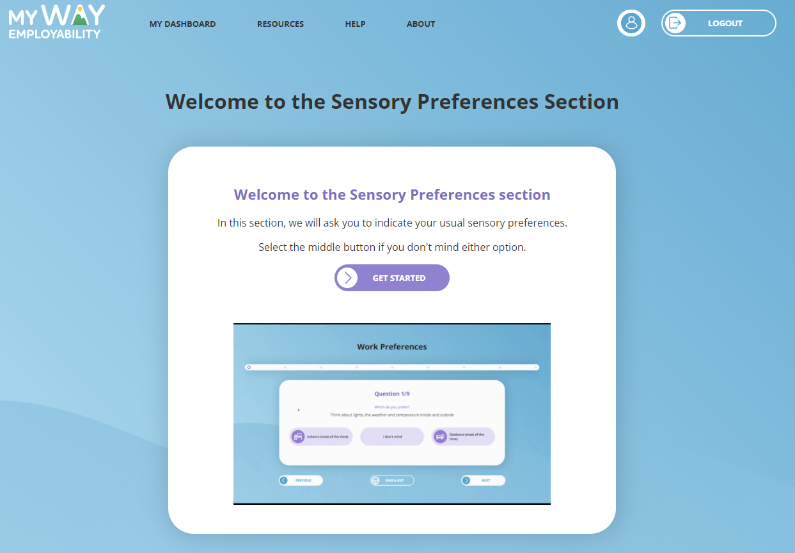 MY WAY
EMPLOYABILITY
MY DASHBOARD
RESOURCES
HELP
ABOUT
LOGOUT
Welcome to the Sensory Preferences Section
Welcome to the Sensory Preferences section
In this section, we will ask you to indicate your usual sensory preferences.
Select the middle button if you don't mind either option.
GET STARTED
Work Preferences
Question 1/9
Which do you prefer?
Think about lights, the weather and temperature inside and outside
Indoors (most of the time)
I don't mind
Outdoors (most of the
time)
PREVIOUS
SAVE & EXIT
NEXT